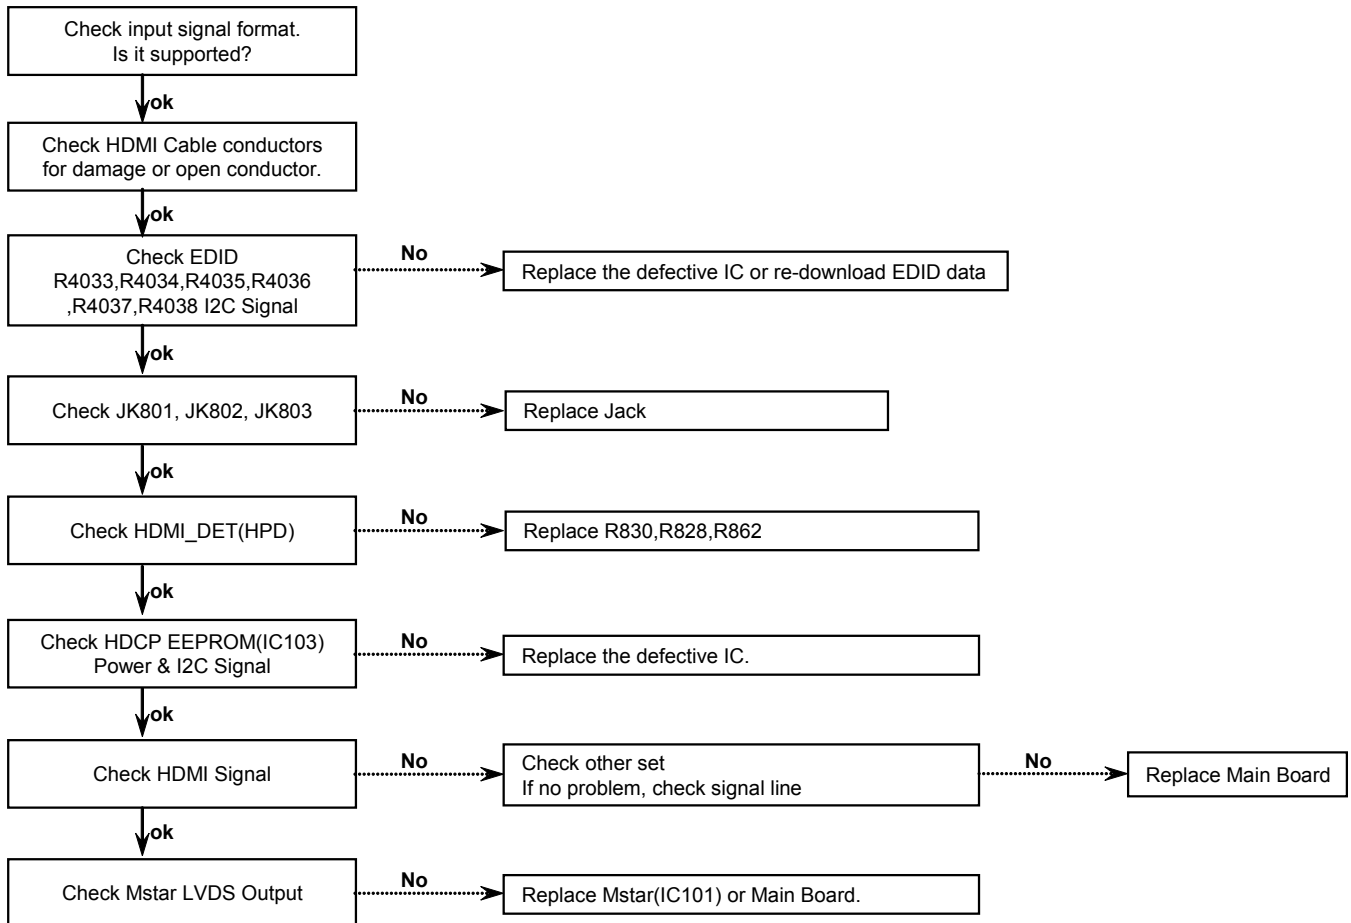 Check input signal format.
Is it supported?
ok
Check HDMI Cable conductors
for damage or open conductor.
ok
Check EDID
R4033,R4034,R4035,R4036
,R4037,R4038 I2C Signal
No
Replace the defective IC or re-download EDID data
ok
Check JK801, JK802, JK803
No
Replace Jack
ok
Check HDMI_DET(HPD)
No
Replace R830,R828,R862
ok
Check HDCP EEPROM(IC103)
Power & I2C Signal
No
Replace the defective IC.
ok
Check HDMI Signal
No
Check other set
If no problem, check signal line
No
Replace Main Board
ok
Check Mstar LVDS Output
No
Replace Mstar(IC101) or Main Board.